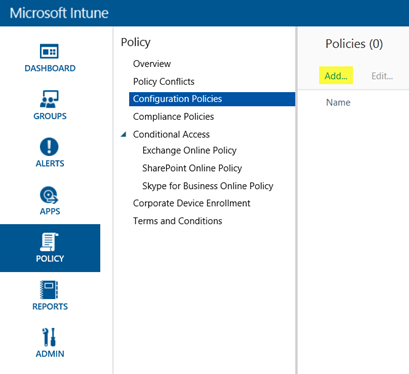 Microsoft Intune
DASHBOARD
GROUPS
ALERTS
APPS
POLICY
REPORTS
ADMIN
Policy
Overview
Policy Conflicts
Configuration Policies
Compliance Policies
Conditional Access
Exchange Online Policy
SharePoint Online Policy
Skype for Business Online Policy
Corporate Device Enrollment
Terms and Conditions
Policies (0)
Add... Edit...
Name